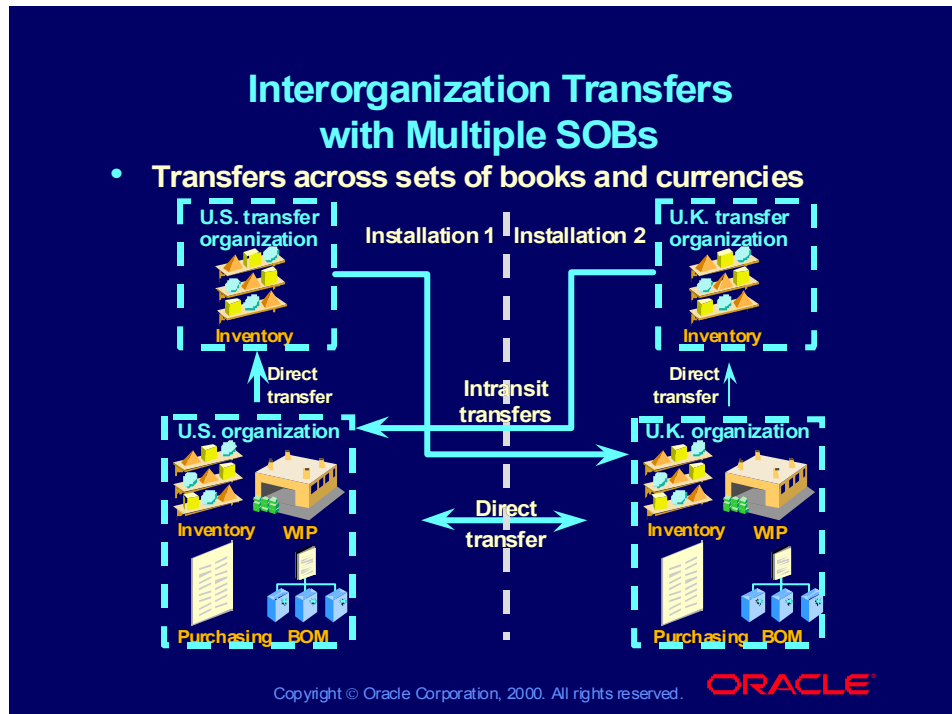 Interorganization Transfers
with Multiple SOBs
• Transfers across sets of books and currencies
U.S. transfer
organization
Inventory
Installation 1
Installation 2
U.K. transfer
organization
Inventory
Direct
transfer
Intransit
transfers
Direct
transfer
U.S. organization
Inventory
WIP
Purchasing
BOM
Direct
transfer
U.K. organization
Inventory
WIP
Purchasing
BOM
Copyright © Oracle Corporation, 2000. All rights reserved.
ORACLE®